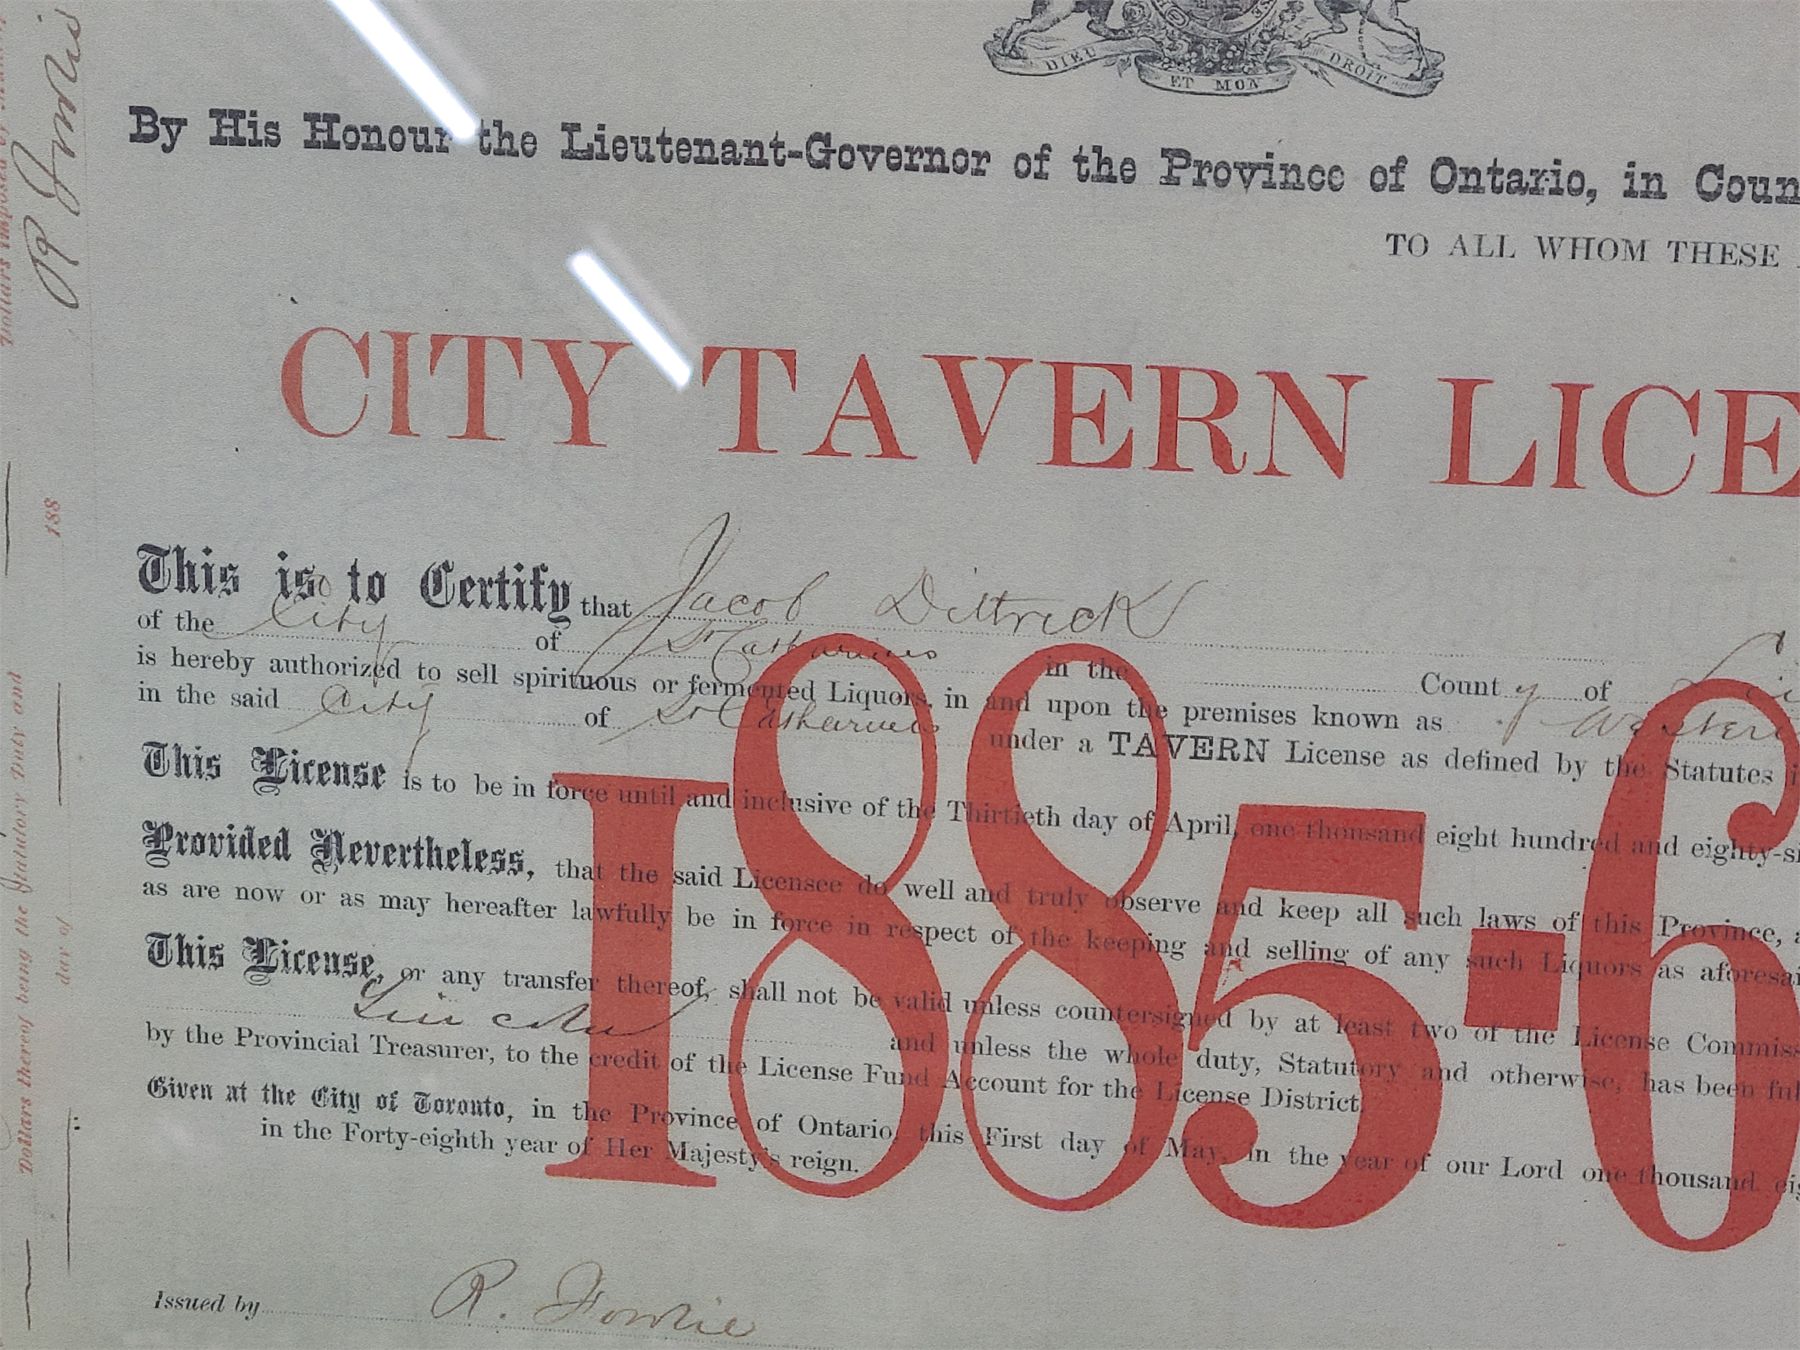 DIEU ET MON DROIT
By His Honour the Lieutenant-Governor of the Province of Ontario, in Coun
TO ALL WHOM THESE
CITY TAVERN LICE
This is to Certify that Jacob Dittrick
of the City of St Catharines in the County of Lin
is hereby authorized to sell spirituous or fermented Liquors, in and upon the premises known as Western
in the said City of St Catharines under a TAVERN License as defined by the Statutes i
This License is to be in force until and inclusive of the Thirtieth day of April, one thousand eight hundred and eighty-si
Provided Nevertheless, that the said Licensee do well and truly observe and keep all such laws of this Province, a
as are now or as may hereafter lawfully be in force in respect of the keeping and selling of any such Liquors as aforesai
This License, or any transfer thereof, shall not be valid unless countersigned by at least two of the License Commiss
Lincoln and unless the whole duty, Statutory and otherwise, has been ful
by the Provincial Treasurer, to the credit of the License Fund Account for the License District.
Given at the City of Toronto, in the Province of Ontario, this First day of May, in the year of our Lord one thousand eig
in the Forty-eighth year of Her Majesty's reign.
1885-6
Issued by R. Fowlie
Dollars imposed by
R Fowlie
188
Dollars thereof being the Statutory Duty and
day of